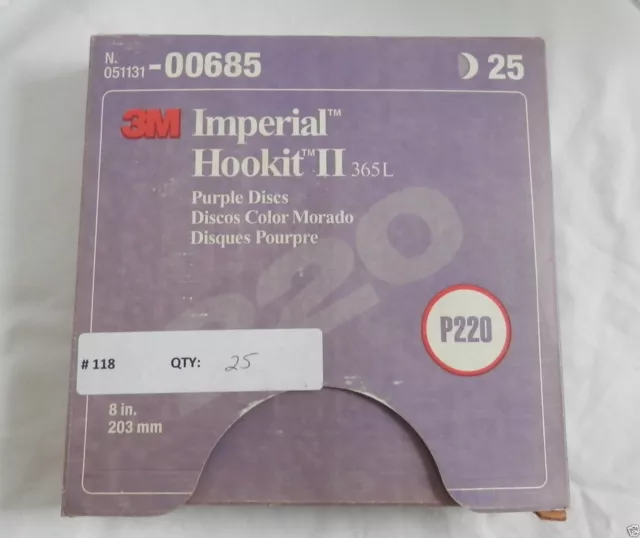 N.
051131-00685
25
3M Imperial™
Hookit™ II 365L
Purple Discs
Discos Color Morado
Disques Pourpre
P220
P220
# 118 QTY: 25
8 in.
203 mm